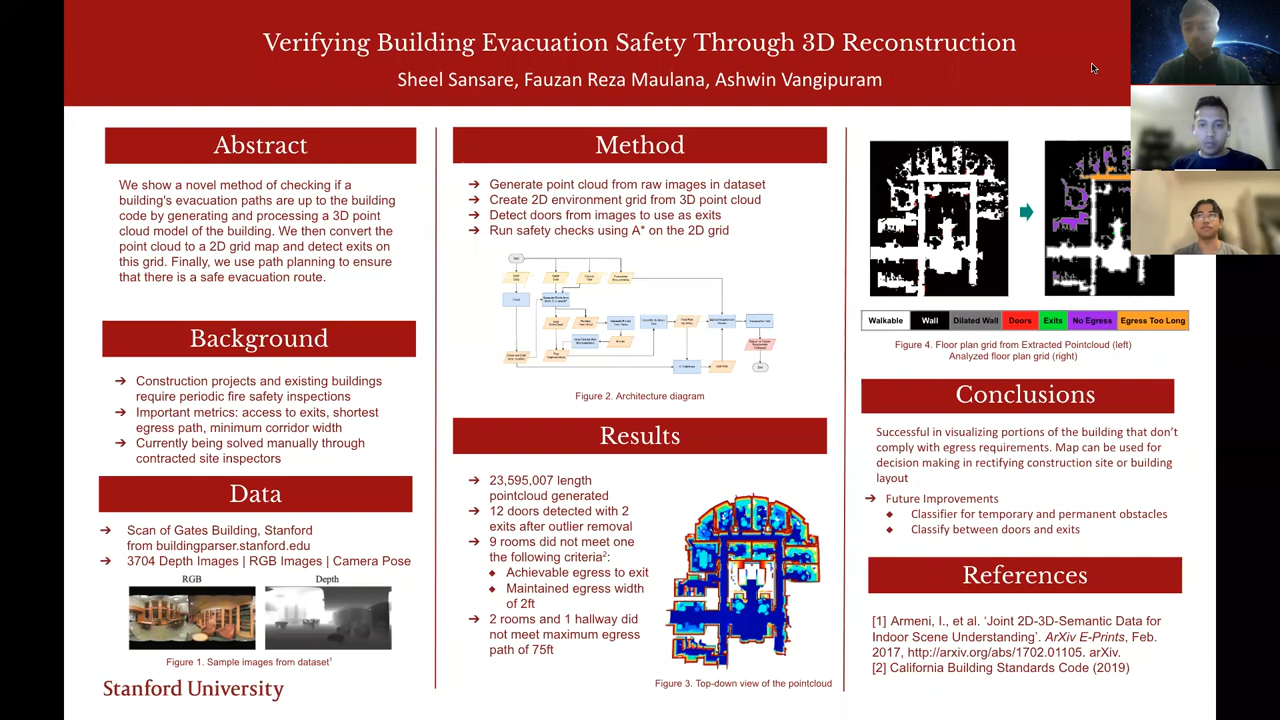 Verifying Building Evacuation Safety Through 3D Reconstruction
Sheel Sansare, Fauzan Reza Maulana, Ashwin Vangipuram
Abstract
We show a novel method of checking if a
building's evacuation paths are up to the building
code by generating and processing a 3D point
cloud model of the building. We then convert the
point cloud to a 2D grid map and detect exits on
this grid. Finally, we use path planning to ensure
that there is a safe evacuation route.
Background
➔ Construction projects and existing buildings
require periodic fire safety inspections
➔ Important metrics: access to exits, shortest
egress path, minimum corridor width
➔ Currently being solved manually through
contracted site inspectors
Data
➔ Scan of Gates Building, Stanford
from buildingparser.stanford.edu
➔ 3704 Depth Images | RGB Images | Camera Pose
RGB
Depth
Figure 1. Sample images from dataset¹
Stanford University
Method
➔ Generate point cloud from raw images in dataset
➔ Create 2D environment grid from 3D point cloud
➔ Detect doors from images to use as exits
➔ Run safety checks using A* on the 2D grid
Figure 2. Architecture diagram
Results
➔ 23,595,007 length
pointcloud generated
➔ 12 doors detected with 2
exits after outlier removal
➔ 9 rooms did not meet one
the following criteria²:
◆ Achievable egress to exit
◆ Maintained egress width
of 2ft
➔ 2 rooms and 1 hallway did
not meet maximum egress
path of 75ft
Figure 3. Top-down view of the pointcloud
Walkable Wall Dilated Wall Doors Exits No Egress Egress Too Long
Figure 4. Floor plan grid from Extracted Pointcloud (left)
Analyzed floor plan grid (right)
Conclusions
Successful in visualizing portions of the building that don't
comply with egress requirements. Map can be used for
decision making in rectifying construction site or building
layout
➔ Future Improvements
◆ Classifier for temporary and permanent obstacles
◆ Classify between doors and exits
References
[1] Armeni, I., et al. 'Joint 2D-3D-Semantic Data for
Indoor Scene Understanding'. ArXiv E-Prints, Feb.
2017, http://arxiv.org/abs/1702.01105. arXiv.
[2] California Building Standards Code (2019)